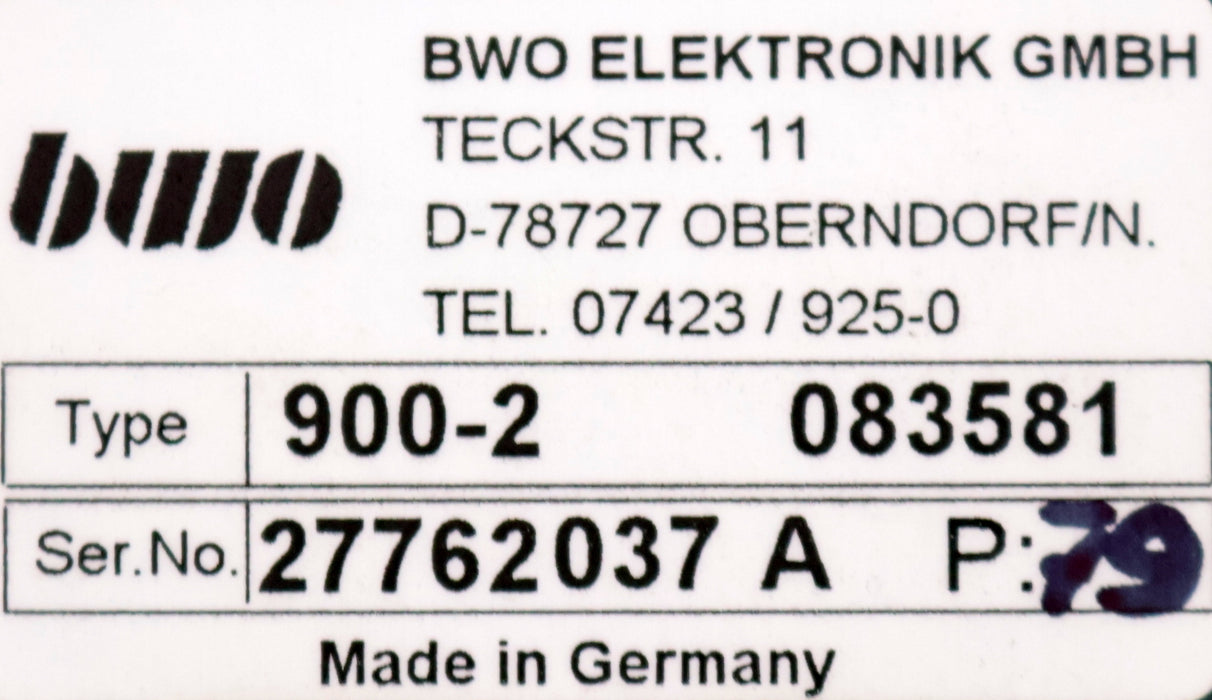 BWO ELEKTRONIK GMBH
bwo
TECKSTR. 11
D-78727 OBERNDORF/N.
TEL. 07423 / 925-0
Type 900-2 083581
Ser.No. 27762037 A P:79
Made in Germany